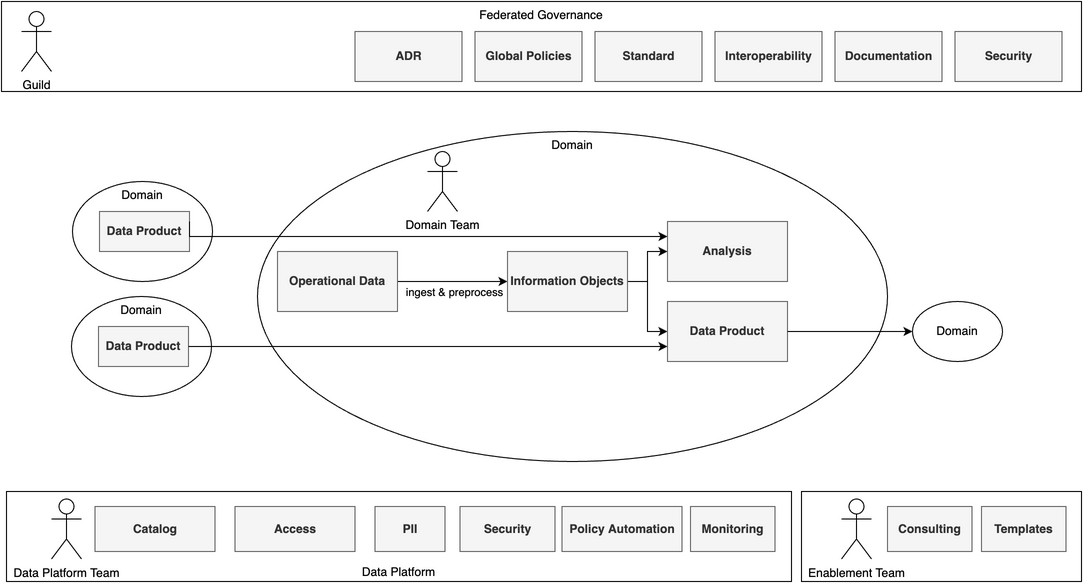 Federated Governance
ADR
Global Policies
Standard
Interoperability
Documentation
Security
Guild
Domain
Domain Team
Domain
Data Product
Operational Data
ingest & preprocess
Information Objects
Analysis
Data Product
Domain
Data Product
Domain
Catalog
Access
PII
Security
Policy Automation
Monitoring
Data Platform Team
Data Platform
Consulting
Templates
Enablement Team